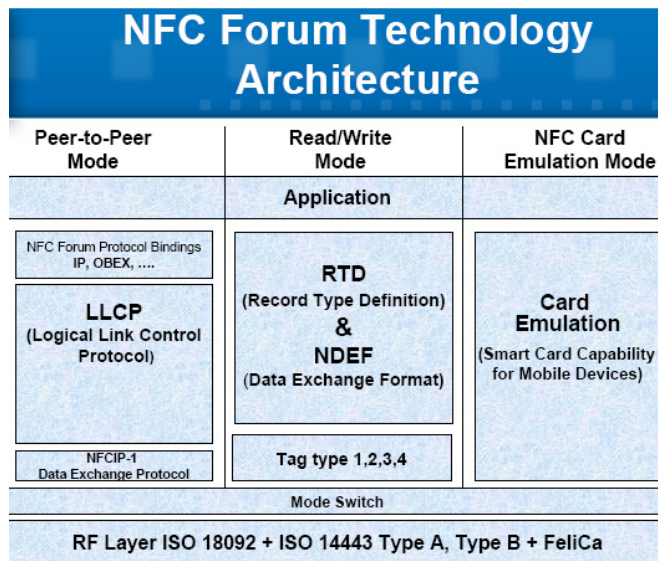 NFC Forum Technology
Architecture
Peer-to-Peer
Mode
Read/Write
Mode
NFC Card
Emulation Mode
Application
NFC Forum Protocol Bindings
IP, OBEX, ....
LLCP
(Logical Link Control
Protocol)
NFCIP-1
Data Exchange Protocol
RTD
(Record Type Definition)
&
NDEF
(Data Exchange Format)
Tag type 1,2,3,4
Card
Emulation
(Smart Card Capability
for Mobile Devices)
Mode Switch
RF Layer ISO 18092 + ISO 14443 Type A, Type B + FeliCa